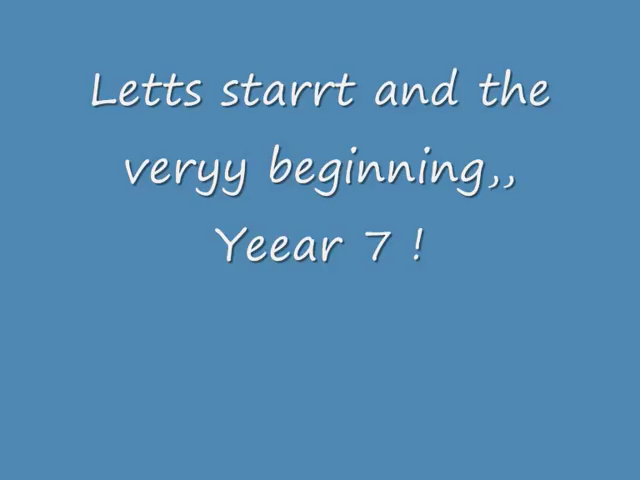 Letts starrt and the
veryy beginning,,
Yeear 7 !